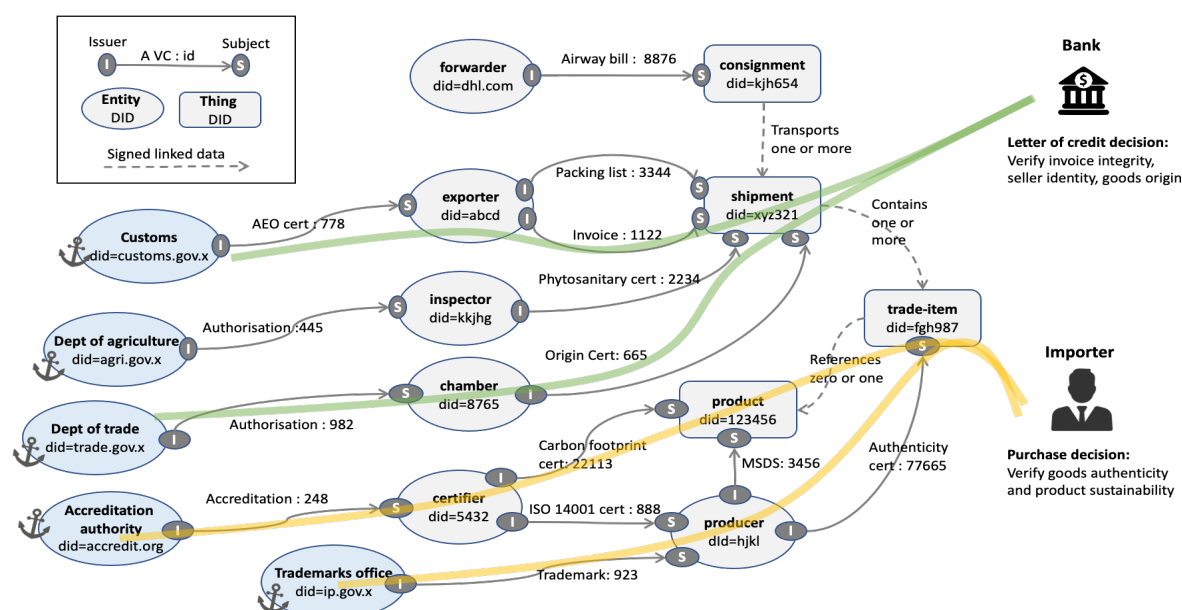 Issuer
Subject
A VC : id
I
S
Entity
DID
Thing
DID
Signed linked data
forwarder
did=dhl.com
I
Airway bill : 8876
S
consignment
did=kjh654
Transports
one or more
Bank
$
Letter of credit decision:
Verify invoice integrity,
seller identity, goods origin
Customs
did=customs.gov.x
I
AEO cert : 778
S
exporter
did=abcd
I
I
Packing list : 3344
Invoice : 1122
S
S
shipment
did=xyz321
S
S
Contains
one or
more
Dept of agriculture
did=agri.gov.x
I
Authorisation :445
S
inspector
did=kkjhg
I
Phytosanitary cert : 2234
trade-item
did=fgh987
S
References
zero or one
Dept of trade
did=trade.gov.x
I
Authorisation : 982
S
chamber
did=8765
I
Origin Cert: 665
product
did=123456
S
S
Importer
Purchase decision:
Verify goods authenticity
and product sustainability
Accreditation
authority
did=accredit.org
I
Accreditation : 248
S
certifier
did=5432
I
I
Carbon footprint
cert: 22113
ISO 14001 cert : 888
MSDS: 3456
Authenticity
cert : 77665
I
S
producer
dId=hjkl
I
S
Trademarks office
did=ip.gov.x
I
Trademark: 923